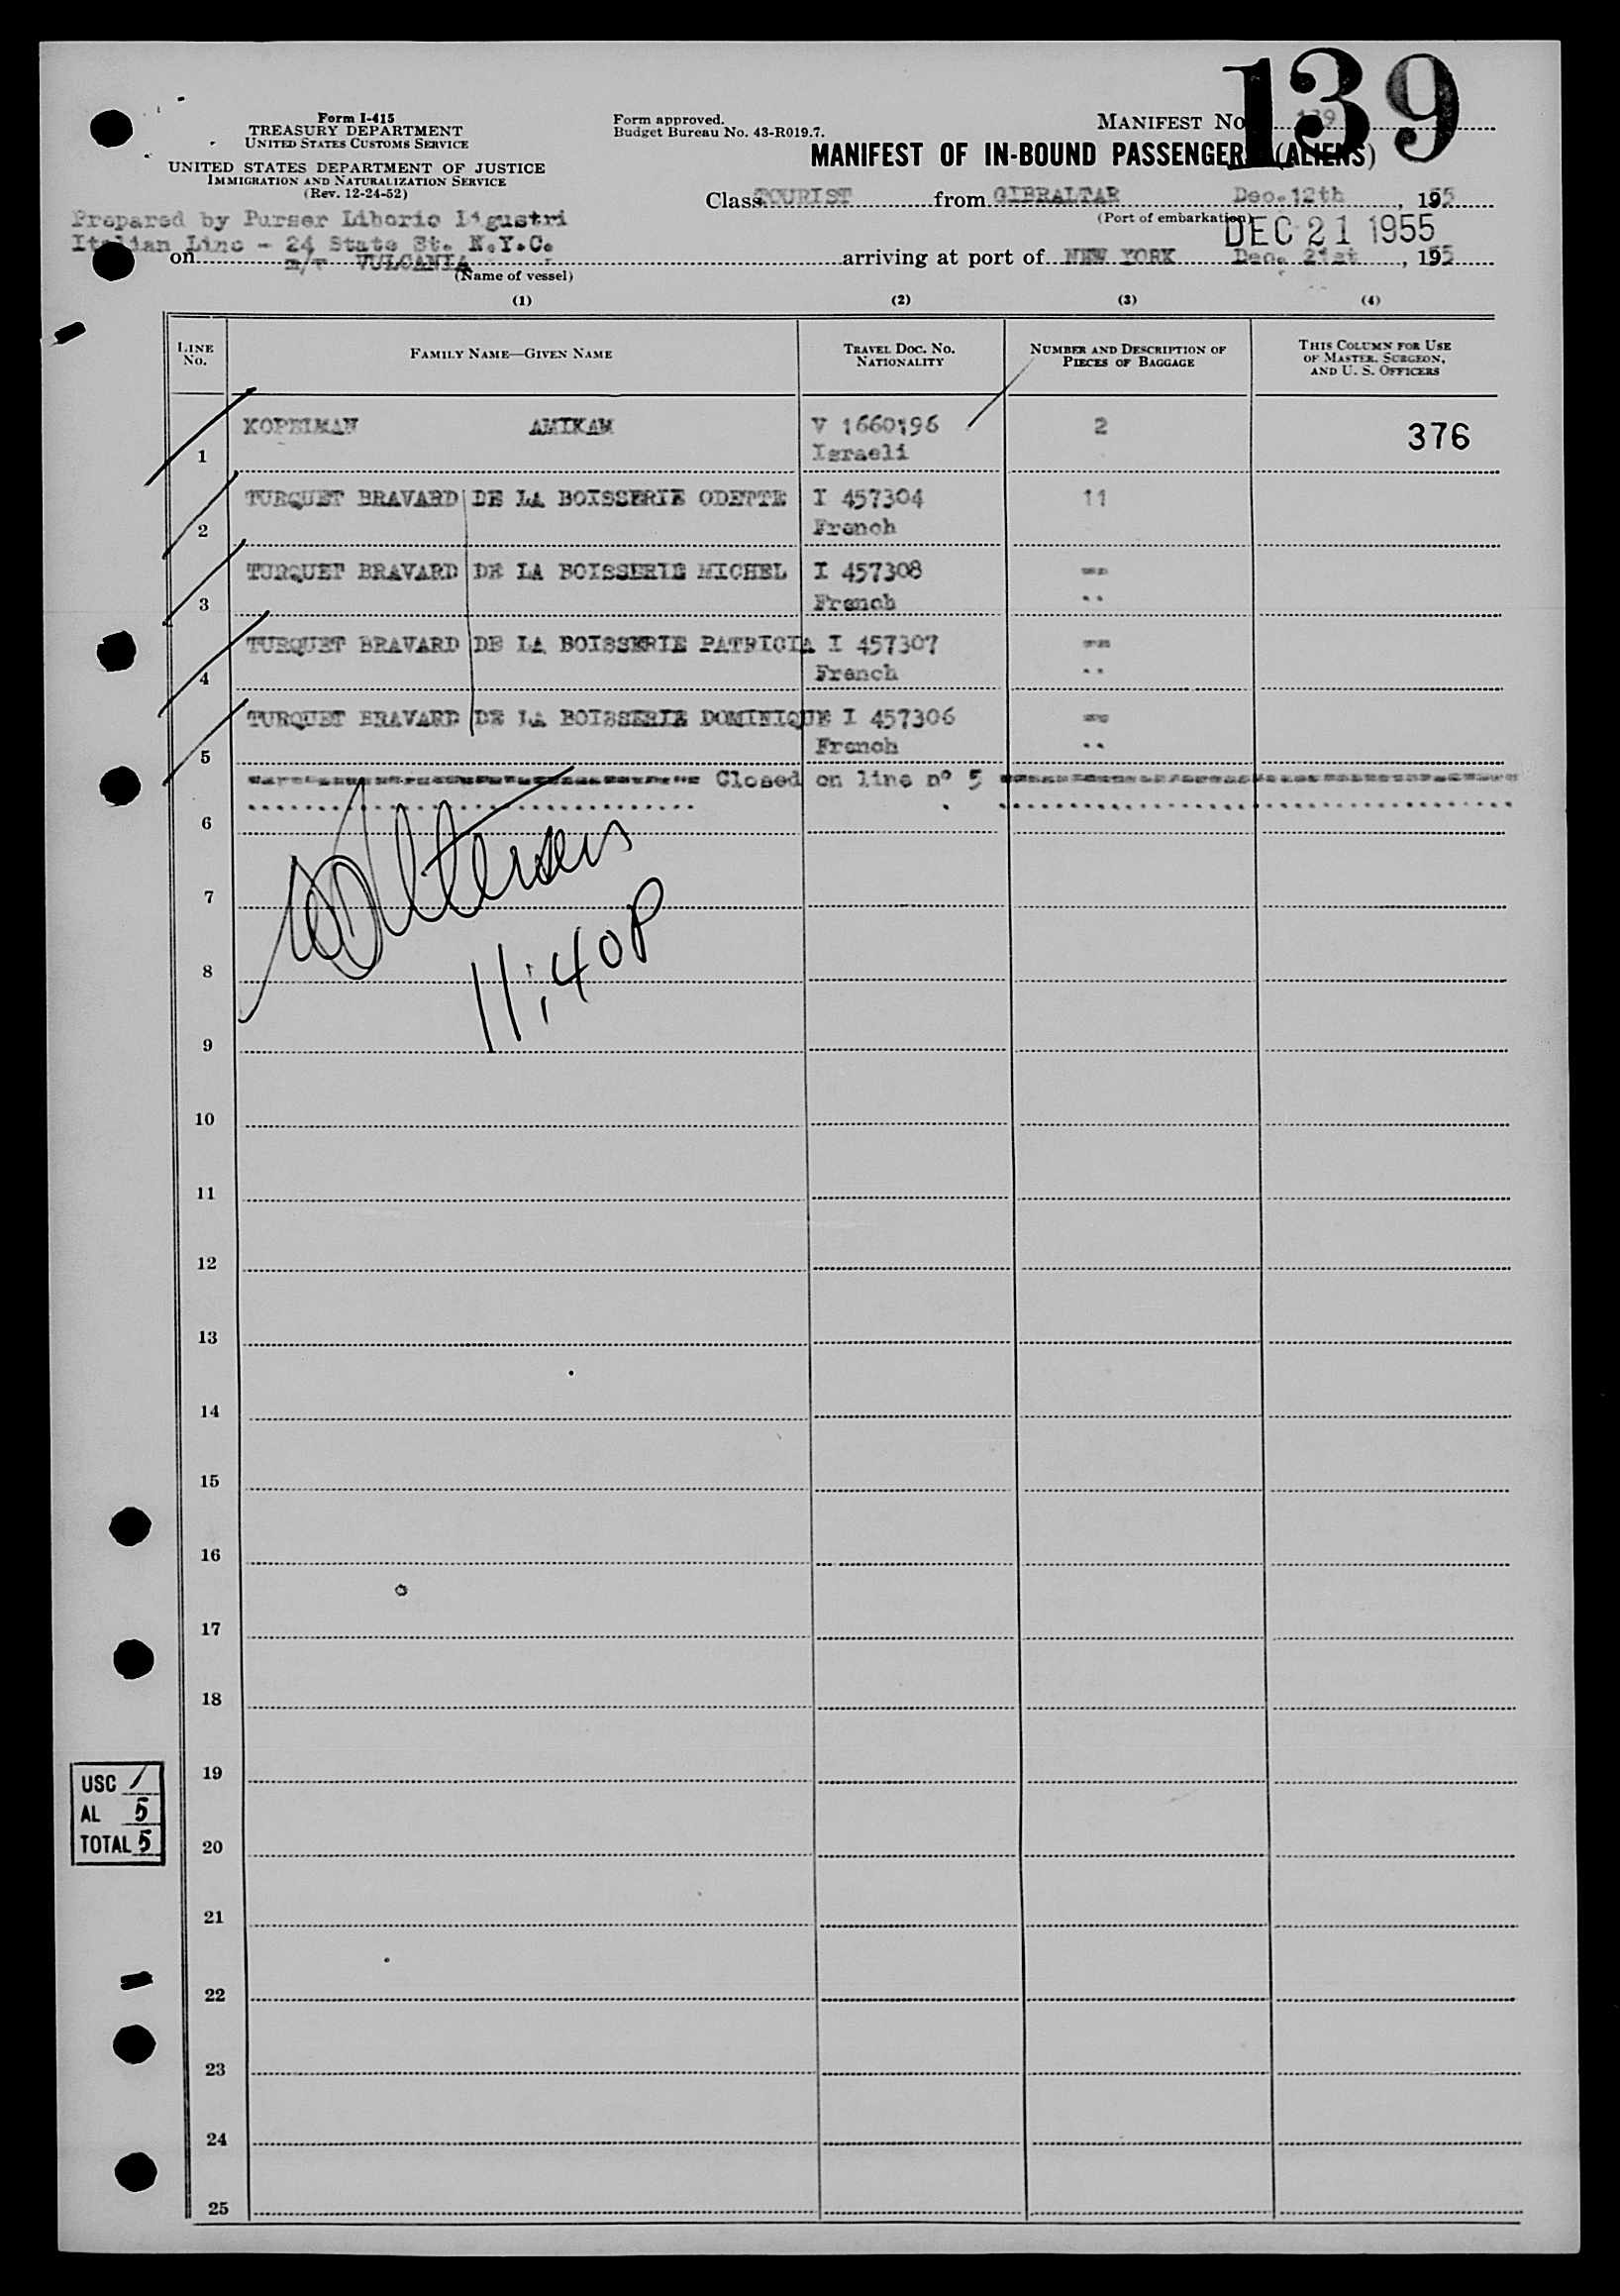 139
Form I-415
TREASURY DEPARTMENT
UNITED STATES CUSTOMS SERVICE
UNITED STATES DEPARTMENT OF JUSTICE
IMMIGRATION AND NATURALIZATION SERVICE
(Rev. 12-24-52)
Form approved.
Budget Bureau No. 43-R019.7.
MANIFEST No. 139
MANIFEST OF IN-BOUND PASSENGERS (ALIENS)
Class TOURIST from GIBRALTAR Dec.12th, 1955
(Port of embarkation)
Prepared by Purser Liborio Ligustri
DEC 21 1955
Italian Line - 24 State St. N.Y.C.
on m/v VULCANIA arriving at port of NEW YORK Dec. 21st, 1955
(Name of vessel)
(1) (2) (3) (4)
LINE No. FAMILY NAME—GIVEN NAME TRAVEL DOC. No. NATIONALITY NUMBER AND DESCRIPTION OF PIECES OF BAGGAGE THIS COLUMN FOR USE OF MASTER, SURGEON, AND U. S. OFFICERS
1 KOPELMAN AMIKAM V 1660196 2 376
Israeli
2 TURQUET BRAVARD DE LA BOISSERIE ODETTE I 457304 11
French
3 TURQUET BRAVARD DE LA BOISSERIE MICHEL I 457308 --
French ..
4 TURQUET BRAVARD DE LA BOISSERIE PATRICIA I 457307 --
French ..
5 TURQUET BRAVARD DE LA BOISSERIE DOMINIQUE I 457306 --
French ..
Closed on line nº 5
6
7
8
11:40P
9
10
11
12
13
14
15
16
17
18
19
20
21
22
23
24
25
USC /
AL 5
TOTAL 5